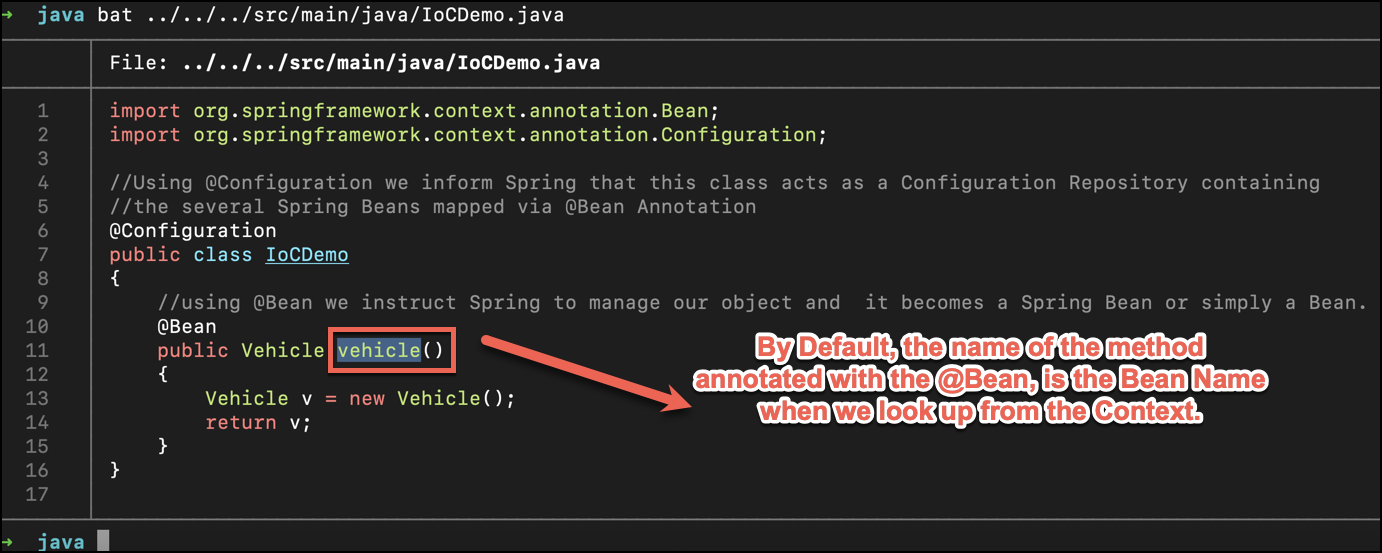 → java bat ../../../src/main/java/IoCDemo.java
File: ../../../src/main/java/IoCDemo.java
1 import org.springframework.context.annotation.Bean;
2 import org.springframework.context.annotation.Configuration;
3
4 //Using @Configuration we inform Spring that this class acts as a Configuration Repository containing
5 //the several Spring Beans mapped via @Bean Annotation
6 @Configuration
7 public class IoCDemo
8 {
9 //using @Bean we instruct Spring to manage our object and  it becomes a Spring Bean or simply a Bean.
10 @Bean
11 public Vehicle vehicle()
12 {
13 Vehicle v = new Vehicle();
14 return v;
15 }
16 }
17
By Default, the name of the method
annotated with the @Bean, is the Bean Name
when we look up from the Context.
→ java